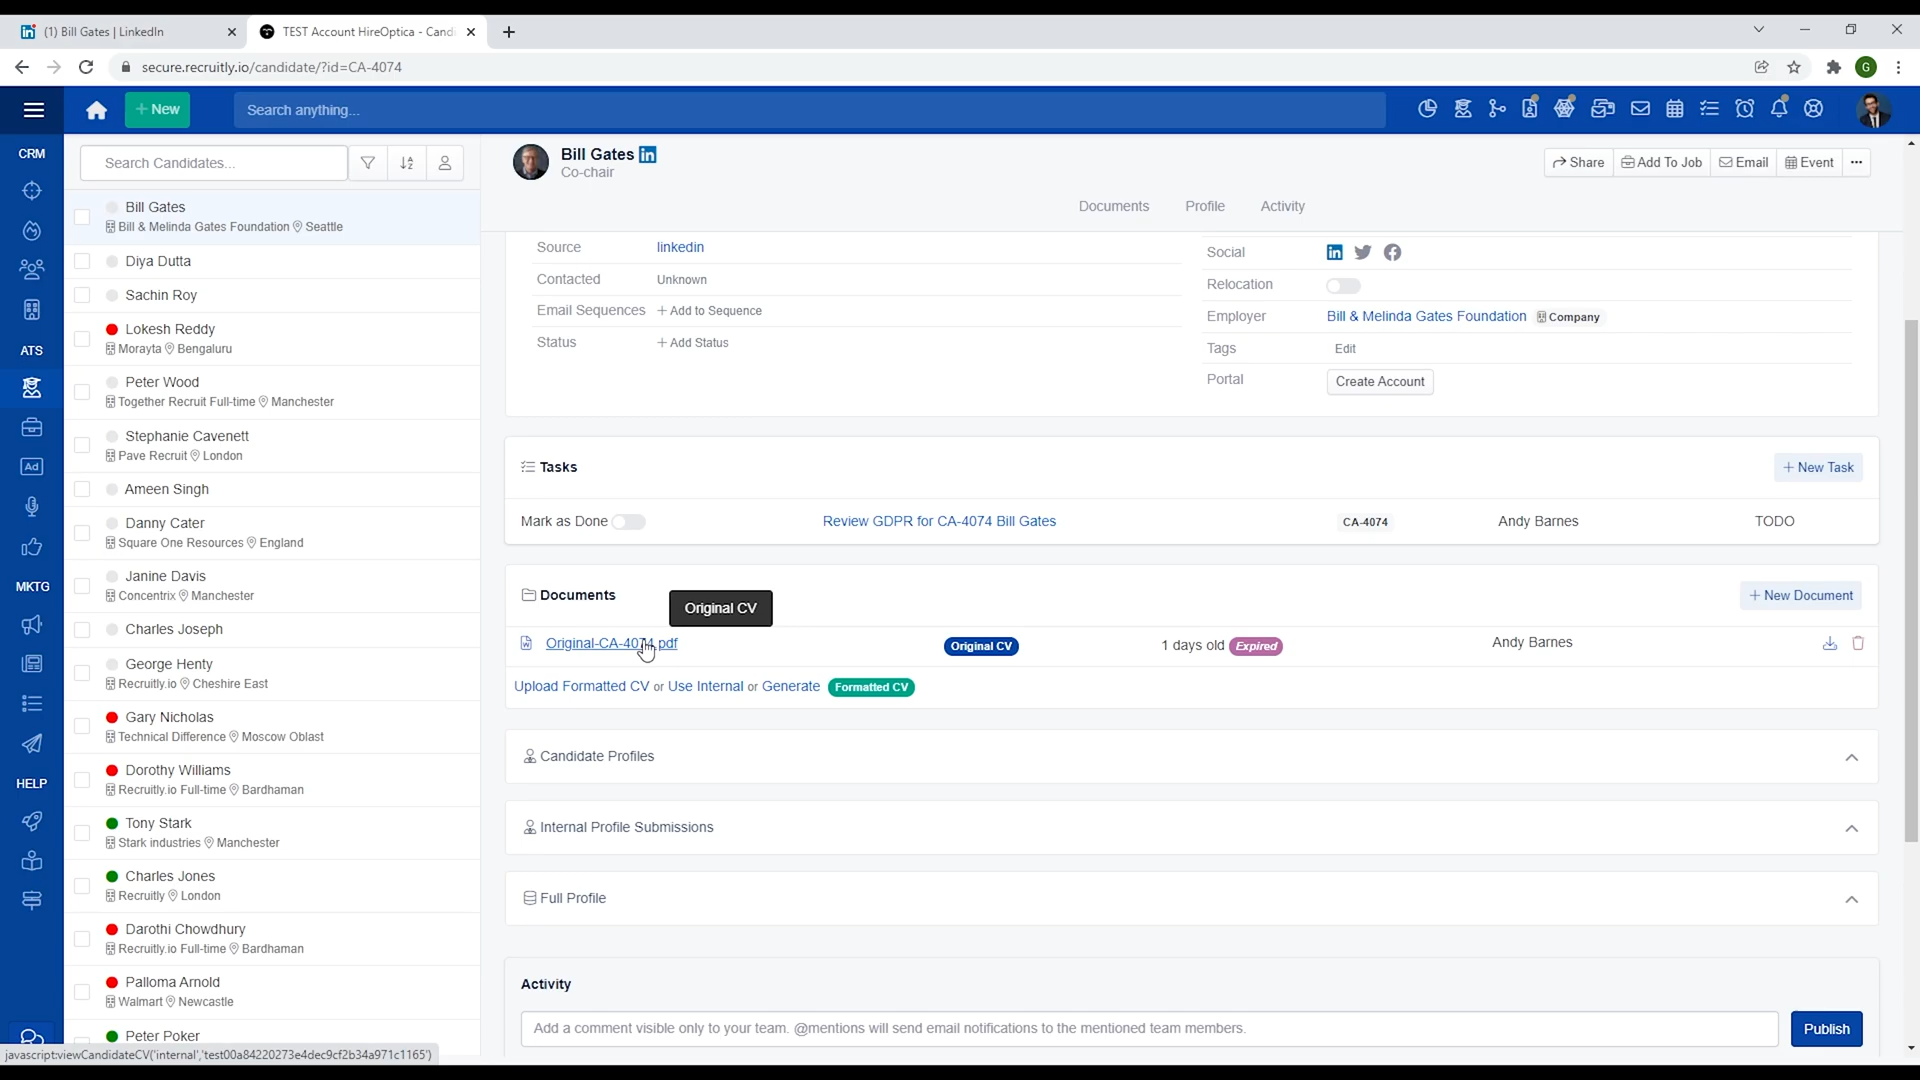 (1) Bill Gates | LinkedIn
TEST Account HireOptica - Candi
secure.recruitly.io/candidate/?id=CA-4074
G
+ New
Search anything...
CRM
ATS
Ad
MKTG
HELP
Search Candidates...
Bill Gates
Bill & Melinda Gates Foundation Seattle
Diya Dutta
Sachin Roy
Lokesh Reddy
Morayta Bengaluru
Peter Wood
Together Recruit Full-time Manchester
Stephanie Cavenett
Pave Recruit London
Ameen Singh
Danny Cater
Square One Resources England
Janine Davis
Concentrix Manchester
Charles Joseph
George Henty
Recruitly.io Cheshire East
Gary Nicholas
Technical Difference Moscow Oblast
Dorothy Williams
Recruitly.io Full-time Bardhaman
Tony Stark
Stark industries Manchester
Charles Jones
Recruitly London
Darothi Chowdhury
Recruitly.io Full-time Bardhaman
Palloma Arnold
Walmart Newcastle
Peter Poker
javascript:viewCandidateCV('internal','test00a84220273e4dec9cf2b34a971c1165')
Bill Gates in
Co-chair
Share
Add To Job
Email
Event
Documents
Profile
Activity
Source linkedin
Contacted Unknown
Email Sequences + Add to Sequence
Status + Add Status
Social
Relocation
Employer Bill & Melinda Gates Foundation Company
Tags Edit
Portal Create Account
Tasks
+ New Task
Mark as Done Review GDPR for CA-4074 Bill Gates CA-4074 Andy Barnes TODO
Documents
+ New Document
Original CV
Original-CA-4074.pdf Original CV 1 days old Expired Andy Barnes
Upload Formatted CV or Use Internal or Generate Formatted CV
Candidate Profiles
Internal Profile Submissions
Full Profile
Activity
Add a comment visible only to your team. @mentions will send email notifications to the mentioned team members.
Publish